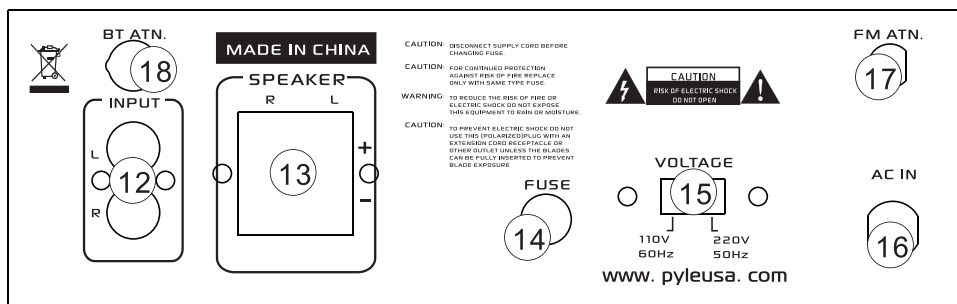 BT ATN.
18
INPUT
L
12
R
MADE IN CHINA
SPEAKER
R L
13
+
-
CAUTION: DISCONNECT SUPPLY CORD BEFORE
CHANGING FUSE.
CAUTION: FOR CONTINUED PROTECTION
AGAINST RISK OF FIRE REPLACE
ONLY WITH SAME TYPE FUSE.
WARNING: TO REDUCE THE RISK OF FIRE OR
ELECTRIC SHOCK DO NOT EXPOSE
THIS EQUIPMENT TO RAIN OR MOISTURE.
CAUTION: TO PREVENT ELECTRIC SHOCK DO NOT
USE THIS (POLARIZED)PLUG WITH AN
EXTENSION CORD RECEPTACLE OR
OTHER OUTLET UNLESS THE BLADES
CAN BE FULLY INSERTED TO PREVENT
BLADE EXPOSURE
FUSE
14
CAUTION
RISK OF ELECTRIC SHOCK
DO NOT OPEN
!
VOLTAGE
15
110V 220V
60Hz 50Hz
www. pyleusa. com
FM ATN.
17
AC IN
16